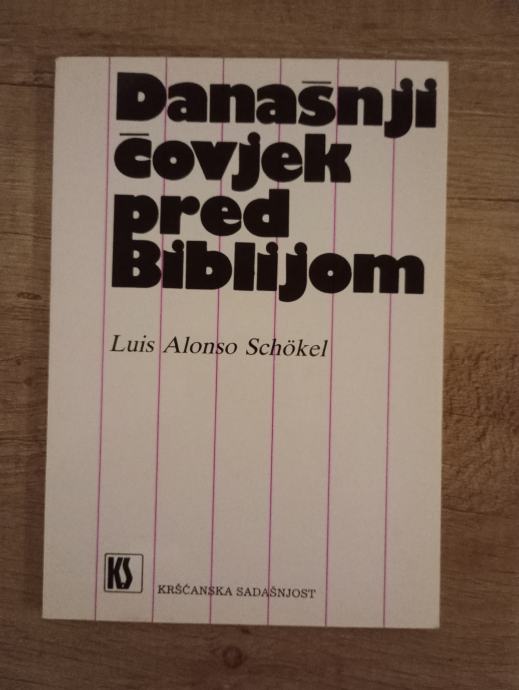 Današnji
čovjek
pred
Biblijom
Luis Alonso Schökel
KS
KRŠĆANSKA SADAŠNJOST